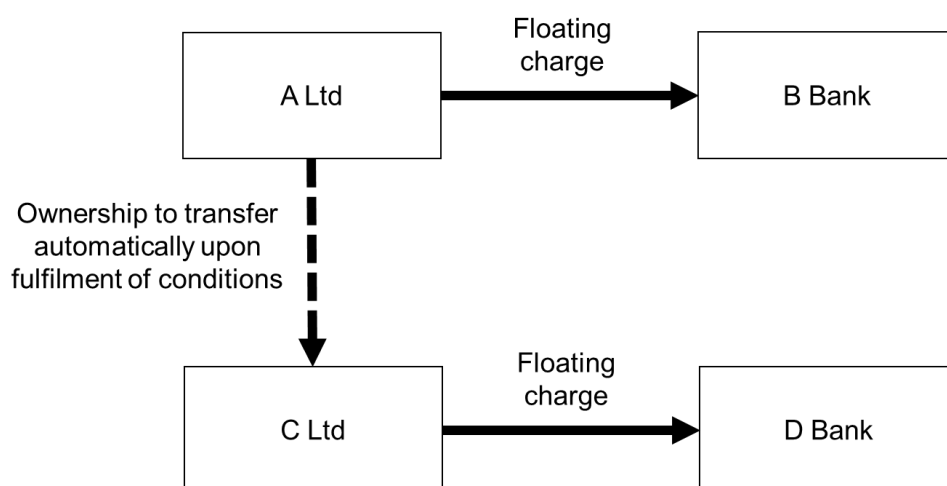 Floating
charge
A Ltd
B Bank
Ownership to transfer
automatically upon
fulfilment of conditions
Floating
charge
C Ltd
D Bank